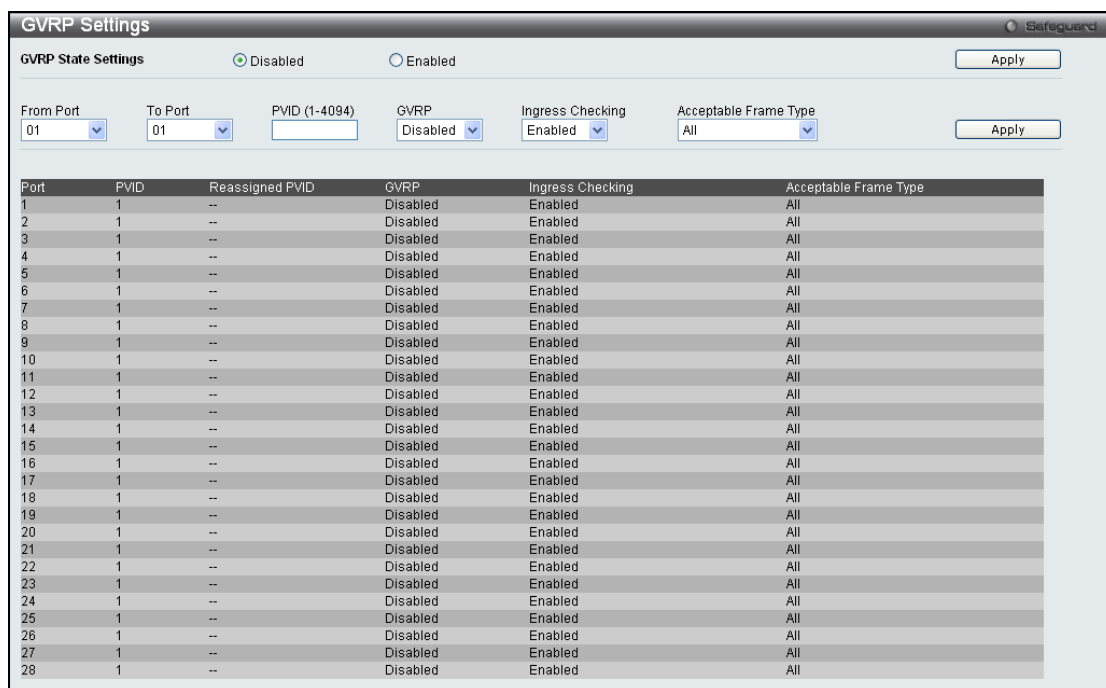 GVRP Settings Safeguard
GVRP State Settings Disabled Enabled Apply
From Port To Port PVID (1-4094) GVRP Ingress Checking Acceptable Frame Type
01 01 Disabled Enabled All Apply
Port PVID Reassigned PVID GVRP Ingress Checking Acceptable Frame Type
1 1 -- Disabled Enabled All
2 1 -- Disabled Enabled All
3 1 -- Disabled Enabled All
4 1 -- Disabled Enabled All
5 1 -- Disabled Enabled All
6 1 -- Disabled Enabled All
7 1 -- Disabled Enabled All
8 1 -- Disabled Enabled All
9 1 -- Disabled Enabled All
10 1 -- Disabled Enabled All
11 1 -- Disabled Enabled All
12 1 -- Disabled Enabled All
13 1 -- Disabled Enabled All
14 1 -- Disabled Enabled All
15 1 -- Disabled Enabled All
16 1 -- Disabled Enabled All
17 1 -- Disabled Enabled All
18 1 -- Disabled Enabled All
19 1 -- Disabled Enabled All
20 1 -- Disabled Enabled All
21 1 -- Disabled Enabled All
22 1 -- Disabled Enabled All
23 1 -- Disabled Enabled All
24 1 -- Disabled Enabled All
25 1 -- Disabled Enabled All
26 1 -- Disabled Enabled All
27 1 -- Disabled Enabled All
28 1 -- Disabled Enabled All